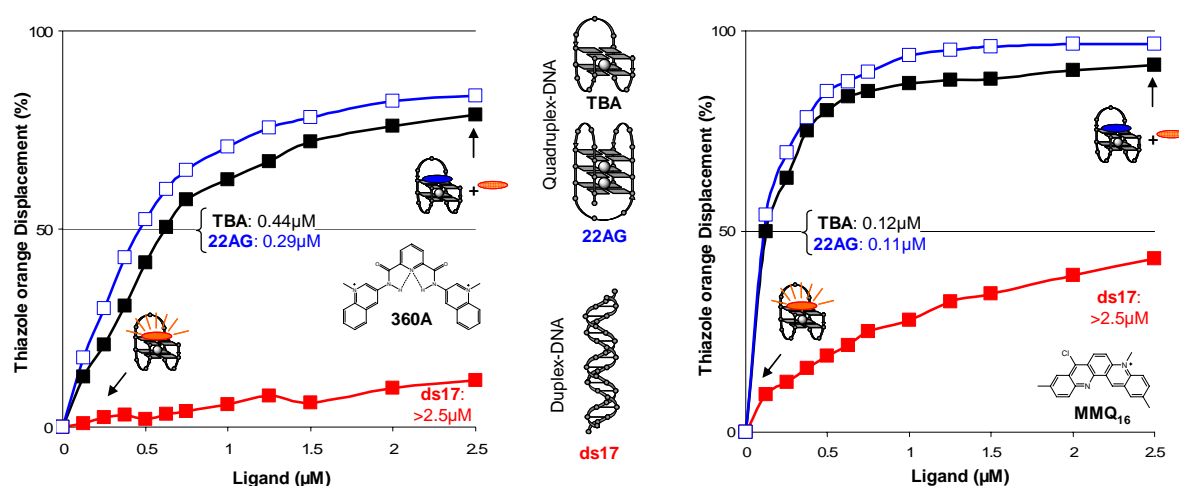 100
50
0
Thiazole orange Displacement (%)
TBA: 0.44µM
22AG: 0.29µM
+
360A
ds17:
>2.5µM
0 0.5 1 1.5 2 2.5
Ligand (µM)
Quadruplex-DNA
TBA
22AG
Duplex-DNA
ds17
100
50
0
Thiazole orange Displacement (%)
TBA: 0.12µM
22AG: 0.11µM
+
ds17:
>2.5µM
Cl
MMQ16
0 0.5 1 1.5 2 2.5
Ligand (µM)